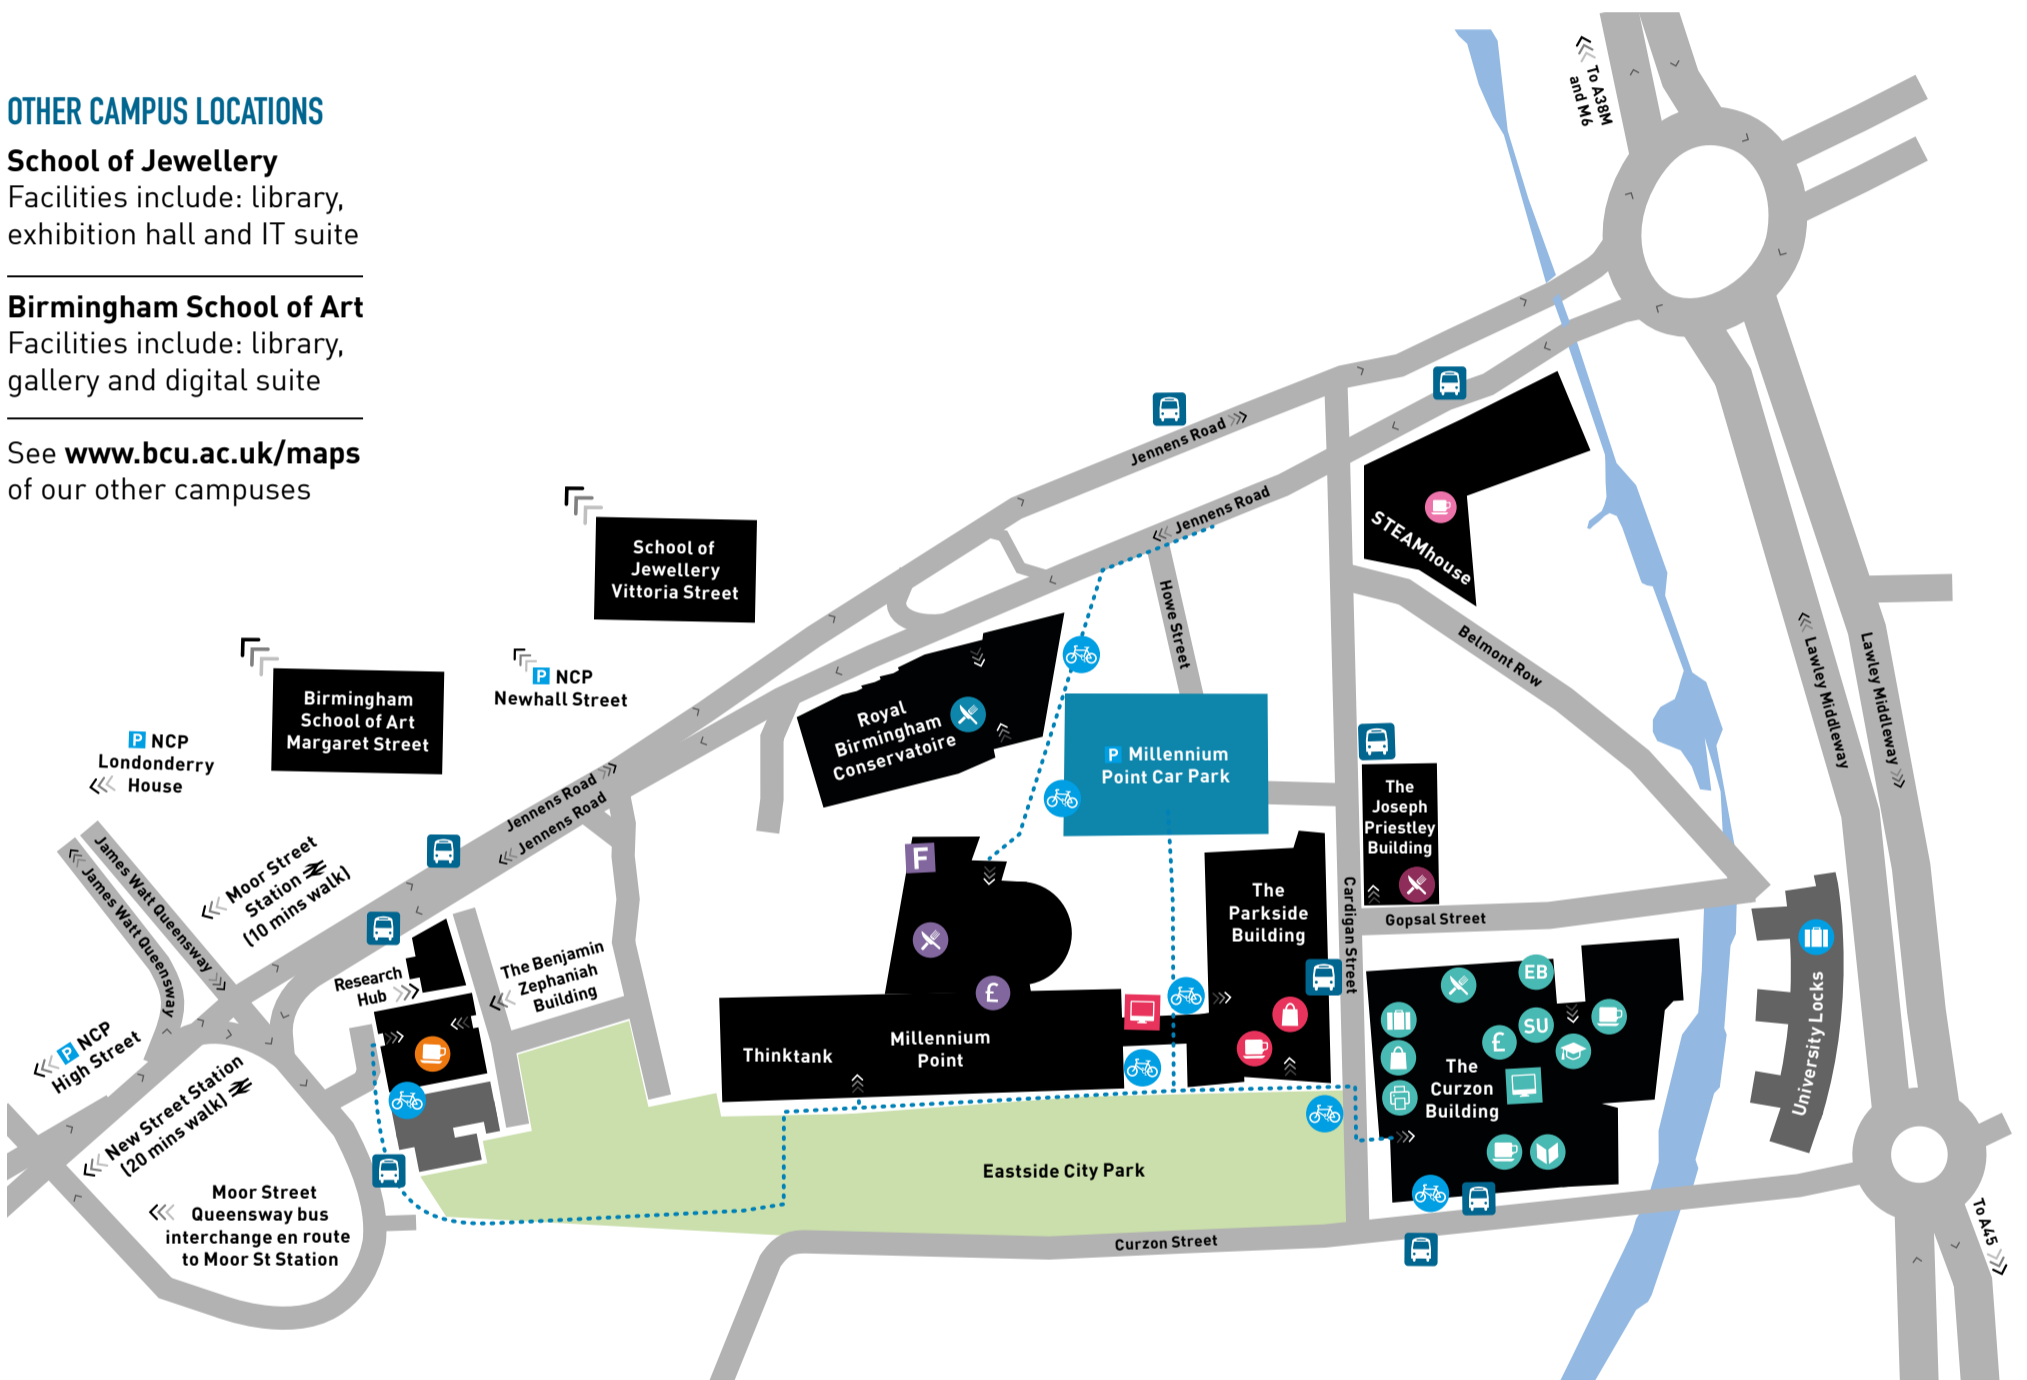 OTHER CAMPUS LOCATIONS
School of Jewellery
Facilities include: library,
exhibition hall and IT suite
Birmingham School of Art
Facilities include: library,
gallery and digital suite
See www.bcu.ac.uk/maps
of our other campuses
To A38M
and M6
School of
Jewellery
Vittoria Street
Birmingham
School of Art
Margaret Street
P NCP
Newhall Street
P NCP
Londonderry
House
Jennens Road
Jennens Road
Howe Street
STEAMhouse
Belmont Row
Lawley Middleway
Lawley Middleway
Royal
Birmingham
Conservatoire
P Millennium
Point Car Park
The
Joseph
Priestley
Building
Jennens Road
Jennens Road
James Watt Queensway
James Watt Queensway
Moor Street
Station
(10 mins walk)
F
The
Parkside
Building
Cardigan Street
Gopsal Street
Research
Hub
The Benjamin
Zephaniah
Building
£
EB
SU
£
University Locks
Thinktank
Millennium
Point
The
Curzon
Building
P NCP
High Street
New Street Station
(20 mins walk)
Eastside City Park
Moor Street
Queensway bus
interchange en route
to Moor St Station
Curzon Street
To A45